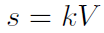 s = kV